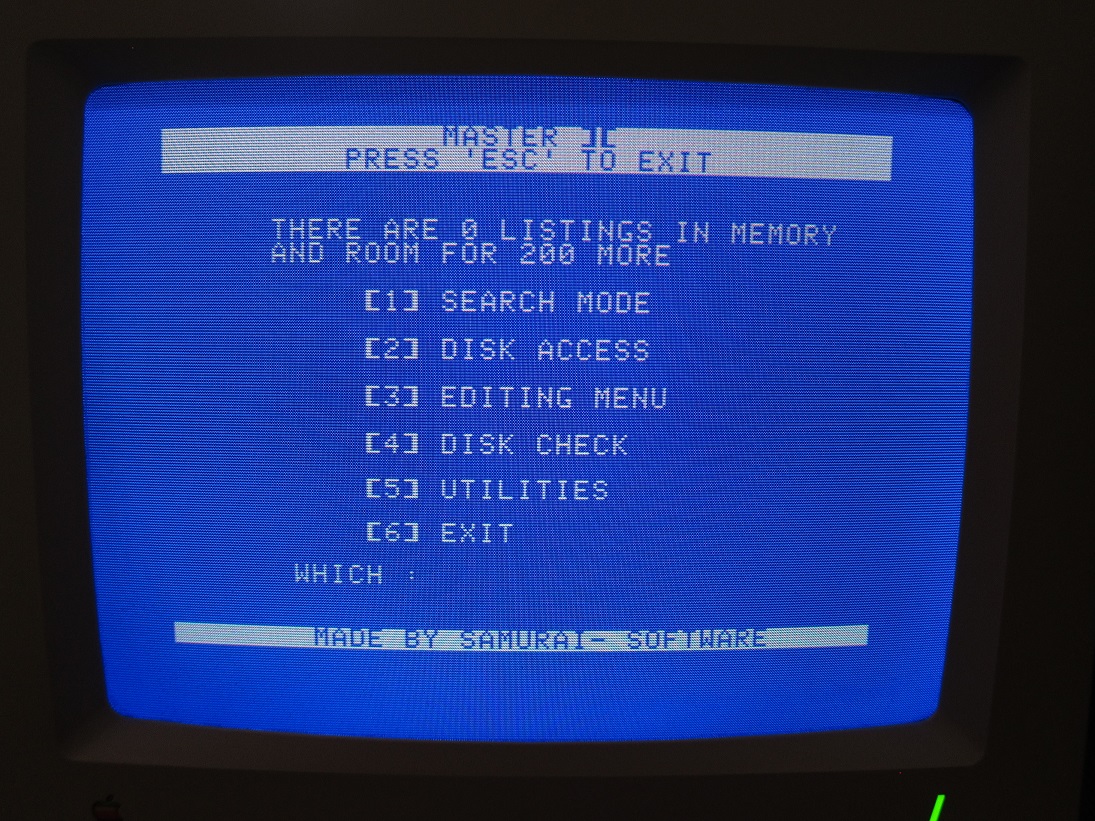 MASTER ][
PRESS 'ESC' TO EXIT
THERE ARE 0 LISTINGS IN MEMORY
AND ROOM FOR 200 MORE
[1] SEARCH MODE
[2] DISK ACCESS
[3] EDITING MENU
[4] DISK CHECK
[5] UTILITIES
[6] EXIT
WHICH :
MADE BY SAMURAI- SOFTWARE